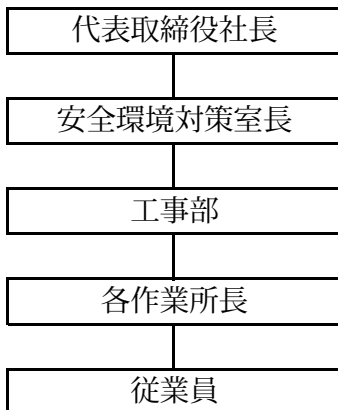 代表取締役社長
安全環境対策室長
工事部
各作業所長
従業員